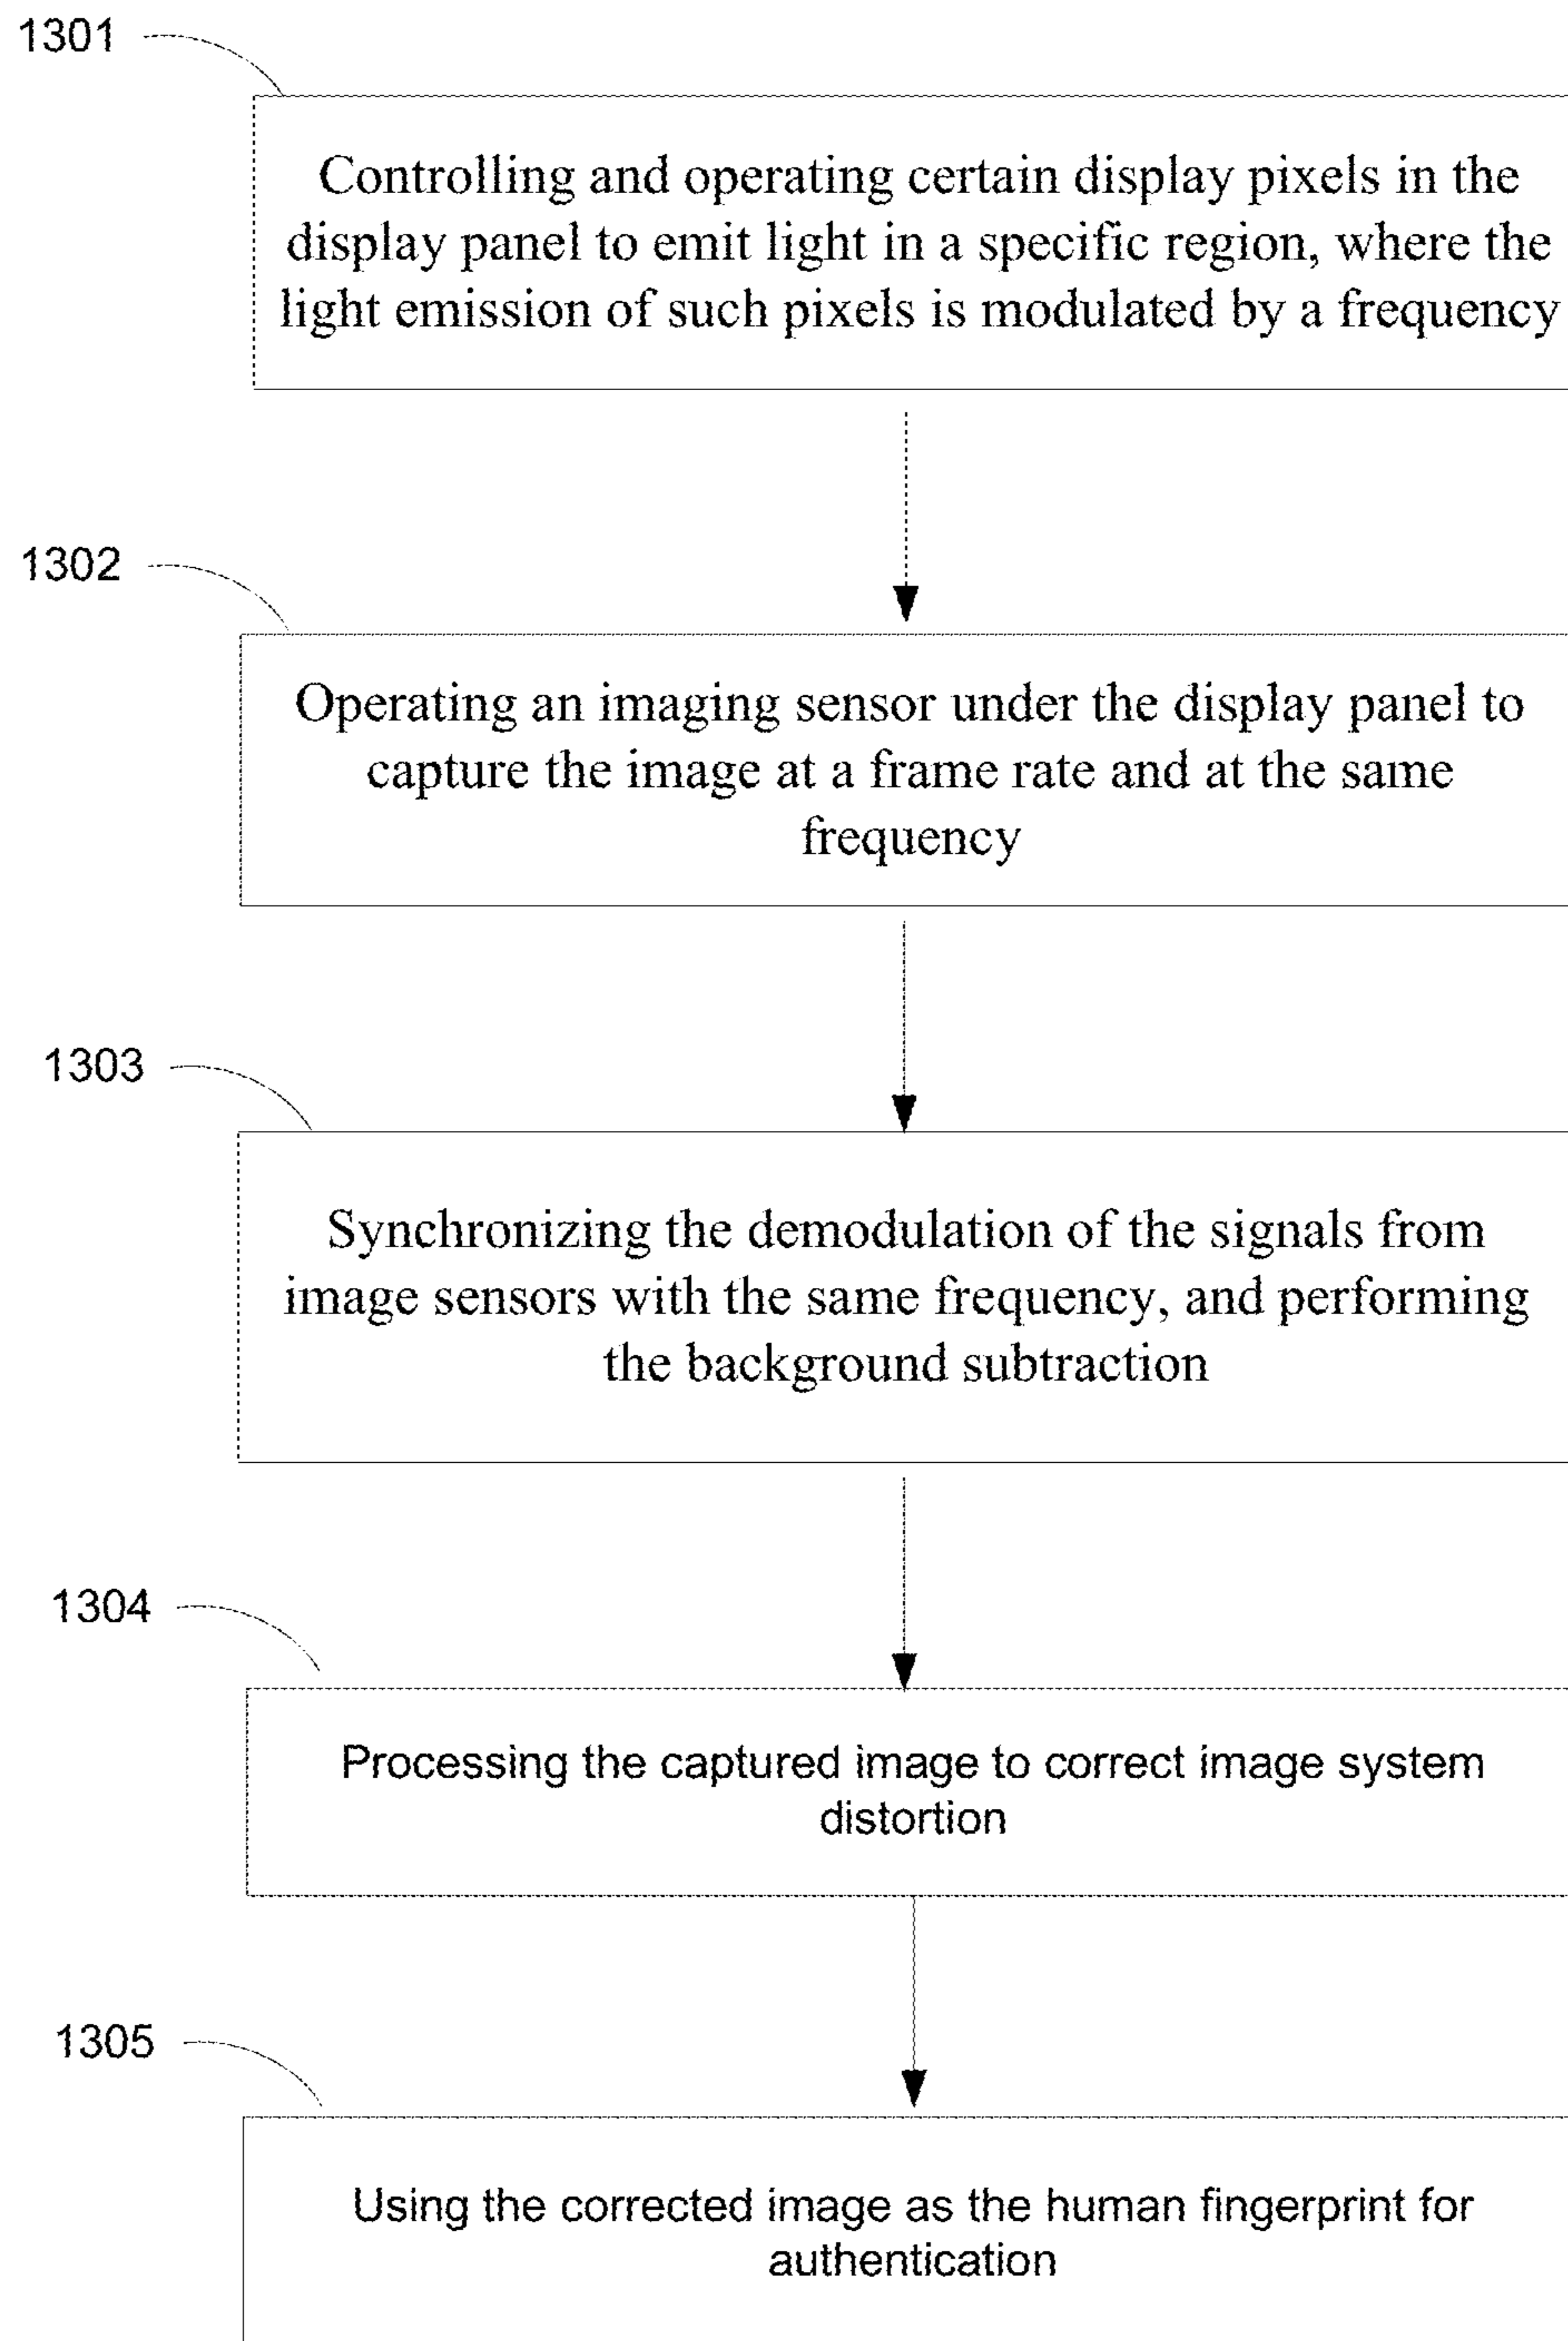 1301
Controlling and operating certain display pixels in the
display panel to emit light in a specific region, where the
light emission of such pixels is modulated by a frequency
1302
Operating an imaging sensor under the display panel to
capture the image at a frame rate and at the same
frequency
1303
Synchronizing the demodulation of the signals from
image sensors with the same frequency, and performing
the background subtraction
1304
Processing the captured image to correct image system
distortion
1305
Using the corrected image as the human fingerprint for
authentication